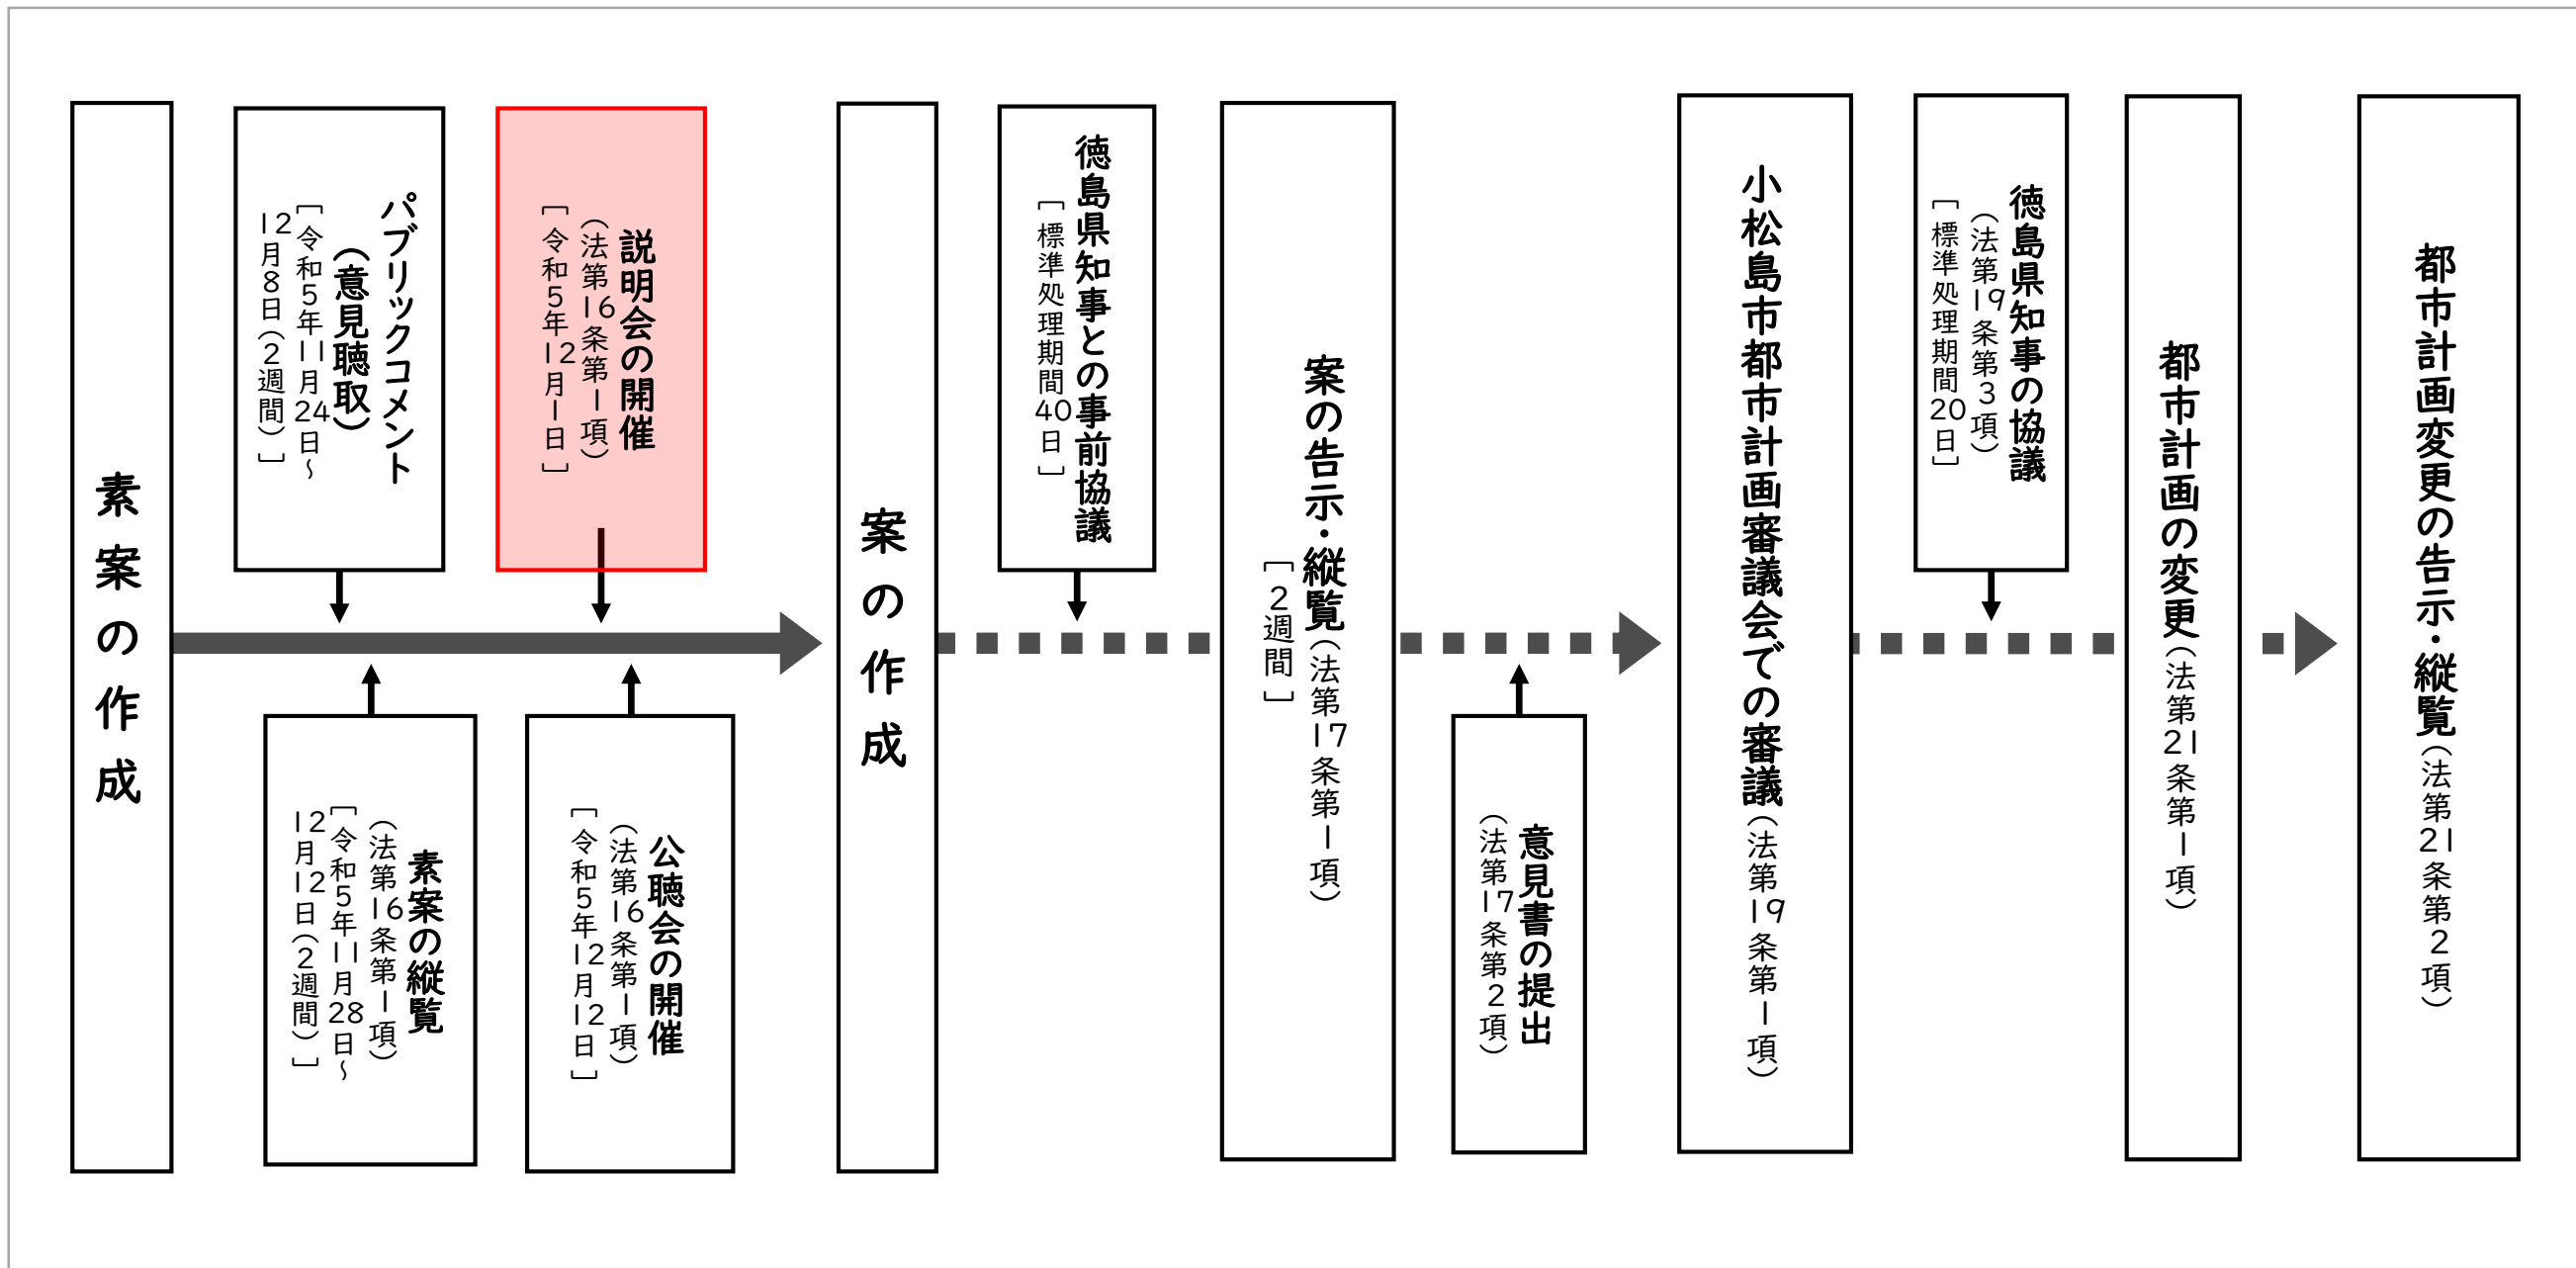 素案の作成
パブリックコメント
（意見聴取）
［令和5年11月24日～
12月8日（2週間）］
説明会の開催
（法第16条第1項）
［令和5年12月1日］
素案の縦覧
（法第16条第1項）
［令和5年11月28日～
12月12日（2週間）］
公聴会の開催
（法第16条第1項）
［令和5年12月12日］
案の作成
徳島県知事との事前協議
［標準処理期間40日］
案の告示・縦覧（法第17条第1項）
［2週間］
意見書の提出
（法第17条第2項）
小松島市都市計画審議会での審議（法第19条第1項）
徳島県知事の協議
（法第19条第3項）
［標準処理期間20日］
都市計画の変更（法第21条第1項）
都市計画変更の告示・縦覧（法第21条第2項）